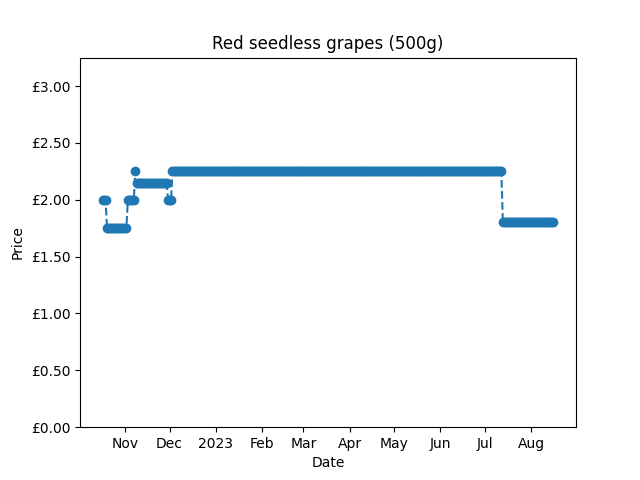 Red seedless grapes (500g)
£3.00
£2.50
£2.00
£1.50
£1.00
£0.50
£0.00
Price
Nov Dec 2023 Feb Mar Apr May Jun Jul Aug
Date